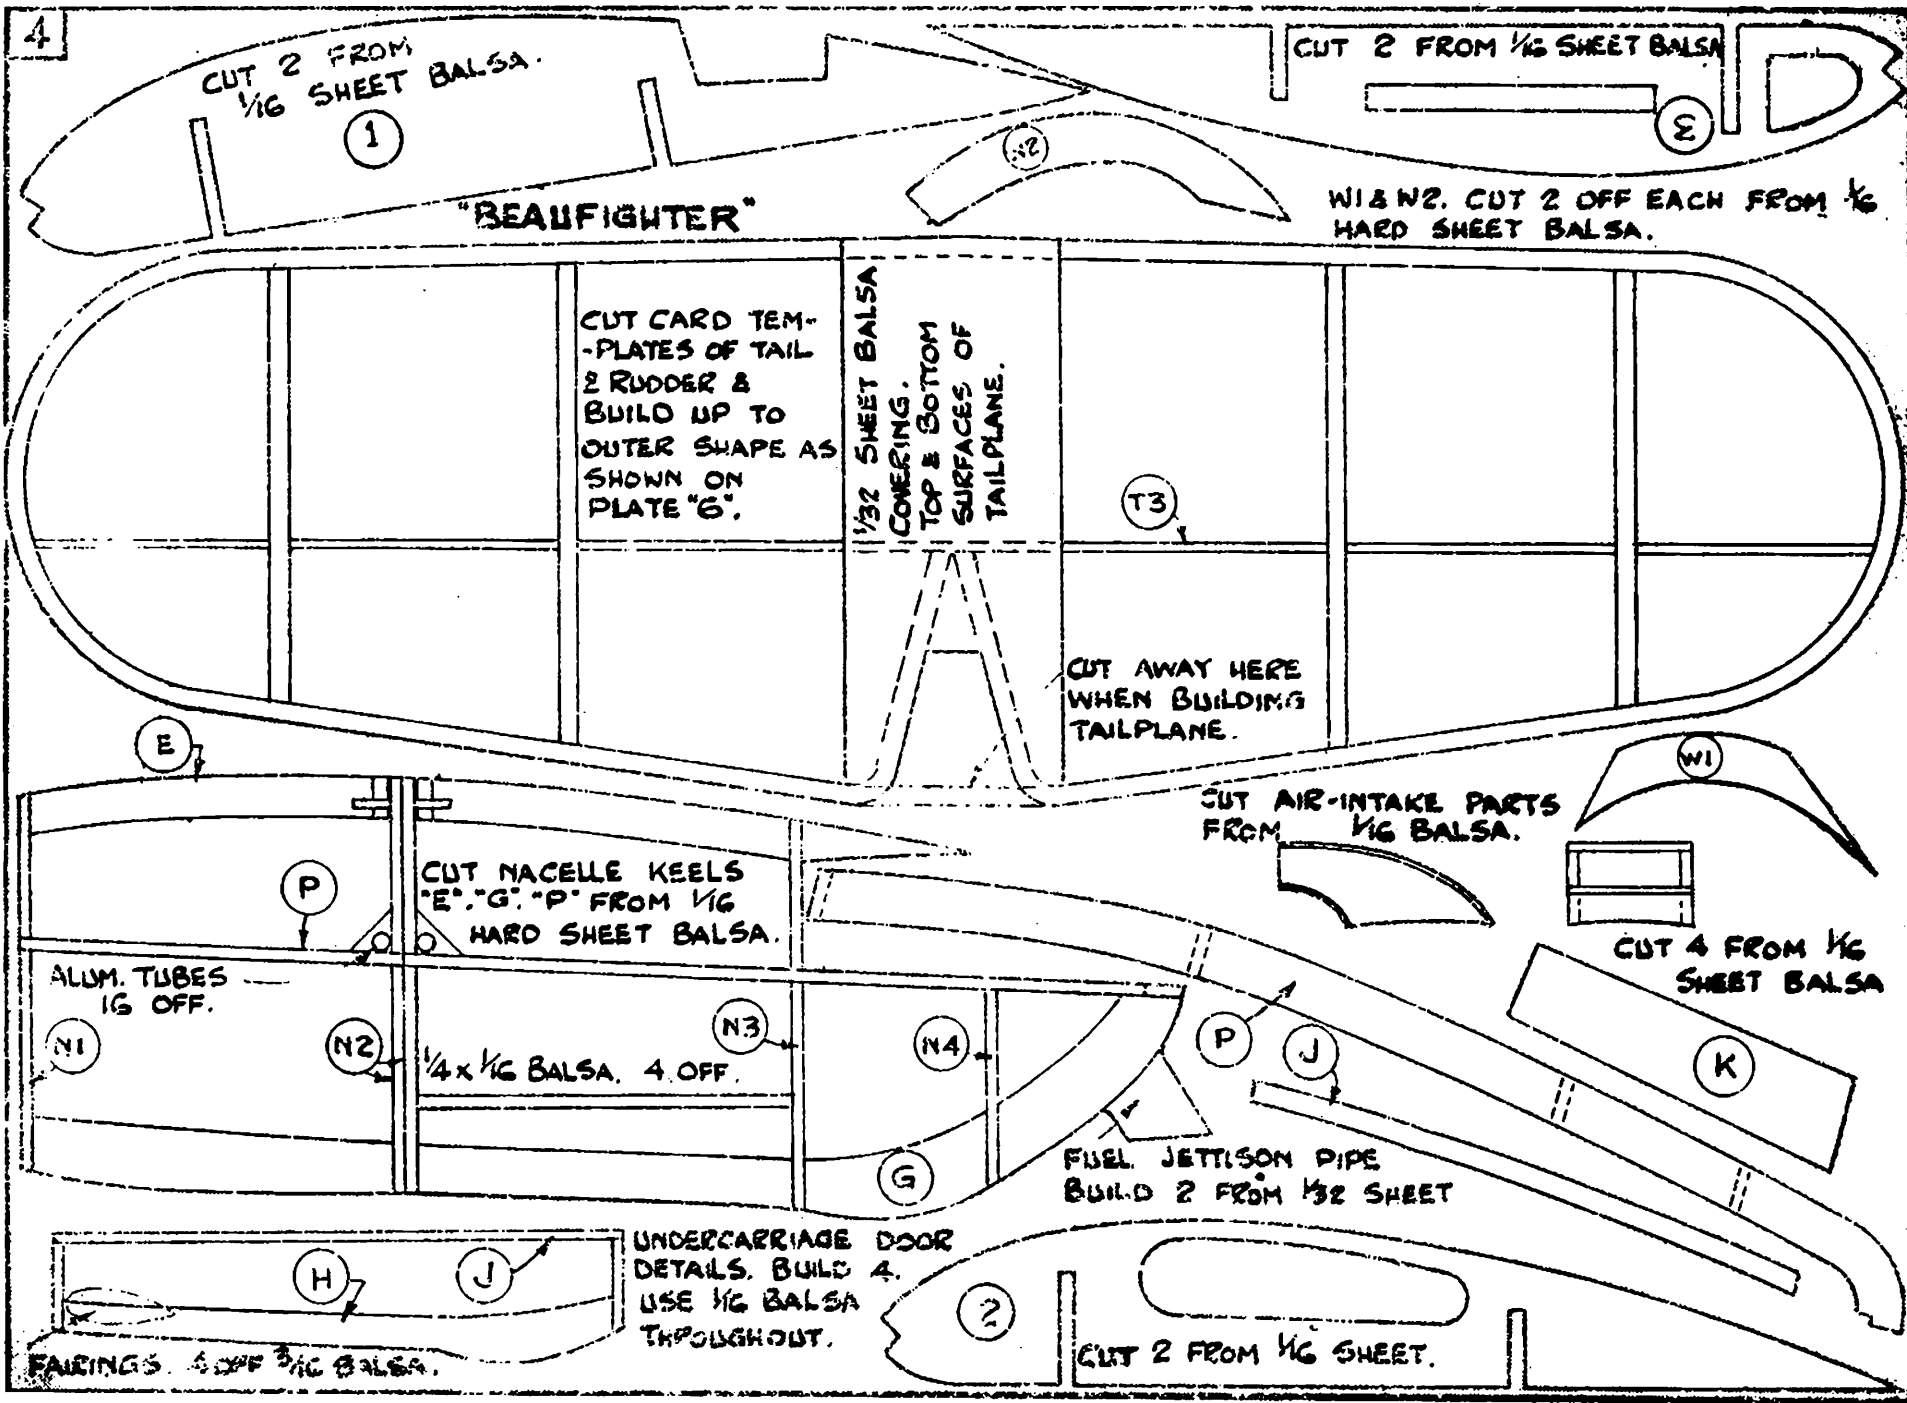 4
CUT 2 FROM
1/16 SHEET BALSA.
1
CUT 2 FROM 1/16 SHEET BALSA
3
N2
"BEAUFIGHTER"
W1 & W2. CUT 2 OFF EACH FROM 1/16
HARD SHEET BALSA.
CUT CARD TEM-
-PLATES OF TAIL
& RUDDER &
BUILD UP TO
OUTER SHAPE AS
SHOWN ON
PLATE "6".
1/32 SHEET BALSA
COVERING.
TOP & BOTTOM
SURFACES OF
TAILPLANE.
T3
CUT AWAY HERE
WHEN BUILDING
TAILPLANE.
E
W1
CUT AIR-INTAKE PARTS
FROM 1/16 BALSA.
CUT NACELLE KEELS
"E". "G". "P" FROM 1/16
HARD SHEET BALSA.
P
ALUM. TUBES
16 OFF.
CUT 4 FROM 1/16
SHEET BALSA
K
N1
N2
N3
N4
1/4 x 1/16 BALSA. 4 OFF.
P
J
G
FUEL JETTISON PIPE
BUILD 2 FROM 1/32 SHEET
UNDERCARRIAGE DOOR
DETAILS. BUILD 4.
USE 1/16 BALSA
THROUGHOUT.
H
J
FAIRINGS. 4 OFF 3/16 BALSA.
2
CUT 2 FROM 1/16 SHEET.